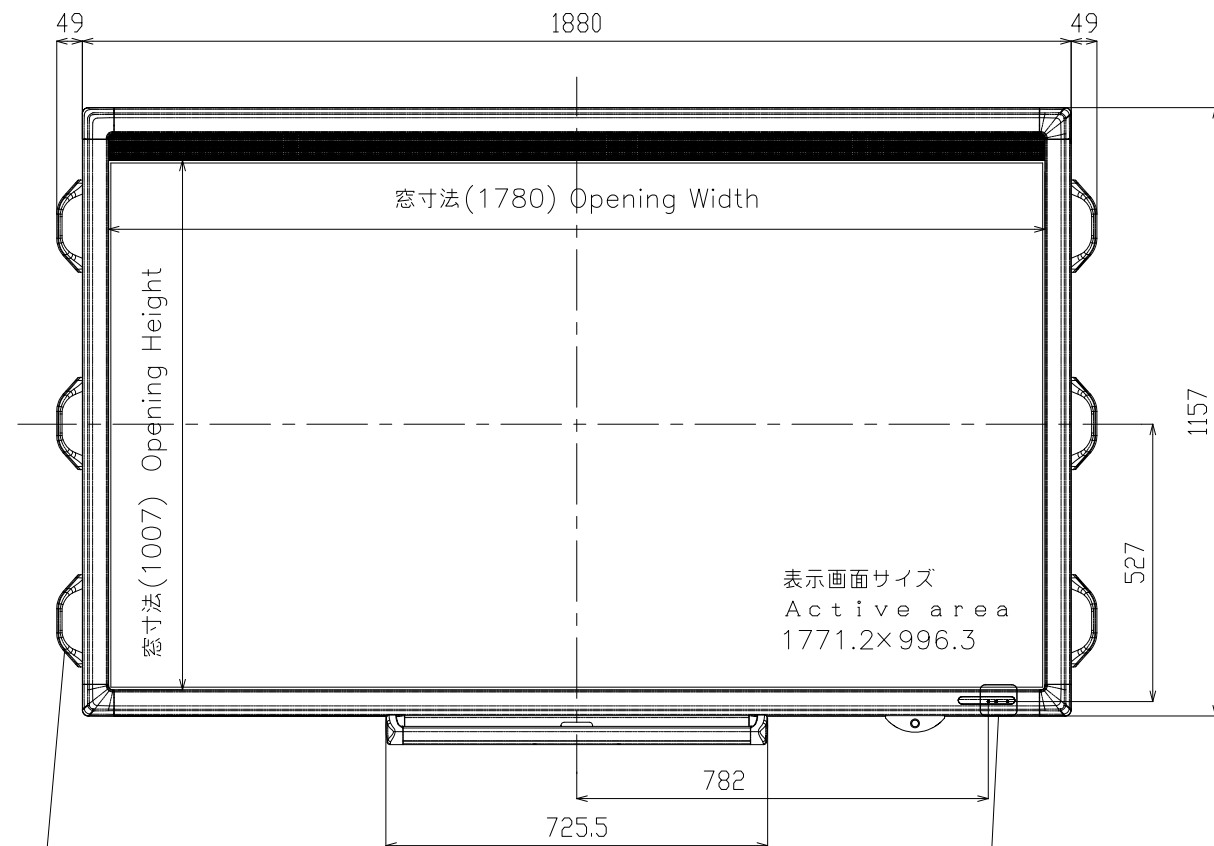 49
1880
49
窓寸法(1780) Opening Width
窓寸法(1007) Opening Height
1157
527
表示画面サイズ
Active area
1771.2×996.3
782
725.5